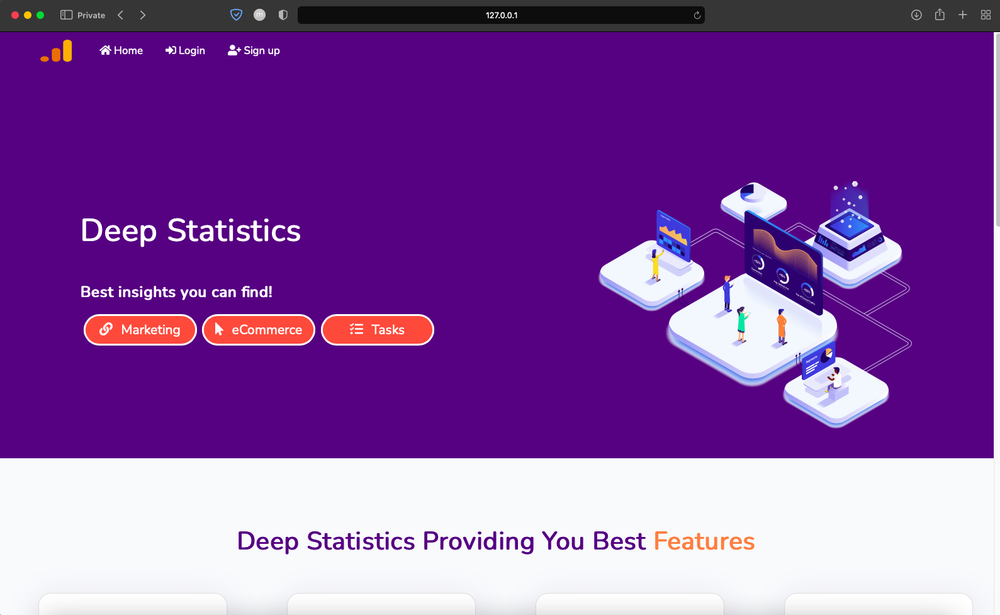 Private
127.0.0.1
Home Login Sign up
Deep Statistics
Best insights you can find!
Marketing eCommerce Tasks
Deep Statistics Providing You Best Features